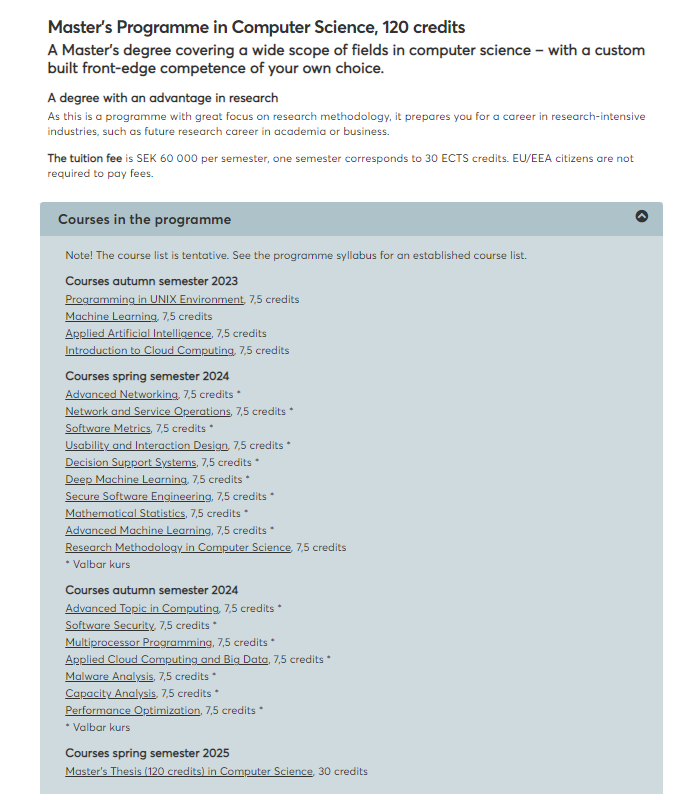 Master's Programme in Computer Science, 120 credits
A Master's degree covering a wide scope of fields in computer science – with a custom
built front-edge competence of your own choice.
A degree with an advantage in research
As this is a programme with great focus on research methodology, it prepares you for a career in research-intensive
industries, such as future research career in academia or business.
The tuition fee is SEK 60 000 per semester, one semester corresponds to 30 ECTS credits. EU/EEA citizens are not
required to pay fees.
Courses in the programme
Note! The course list is tentative. See the programme syllabus for an established course list.
Courses autumn semester 2023
Programming in UNIX Environment, 7,5 credits
Machine Learning, 7,5 credits
Applied Artificial Intelligence, 7,5 credits
Introduction to Cloud Computing, 7,5 credits
Courses spring semester 2024
Advanced Networking, 7,5 credits *
Network and Service Operations, 7,5 credits *
Software Metrics, 7,5 credits *
Usability and Interaction Design, 7,5 credits *
Decision Support Systems, 7,5 credits *
Deep Machine Learning, 7,5 credits *
Secure Software Engineering, 7,5 credits *
Mathematical Statistics, 7,5 credits *
Advanced Machine Learning, 7,5 credits *
Research Methodology in Computer Science, 7,5 credits
* Valbar kurs
Courses autumn semester 2024
Advanced Topic in Computing, 7,5 credits *
Software Security, 7,5 credits *
Multiprocessor Programming, 7,5 credits *
Applied Cloud Computing and Big Data, 7,5 credits *
Malware Analysis, 7,5 credits *
Capacity Analysis, 7,5 credits *
Performance Optimization, 7,5 credits *
* Valbar kurs
Courses spring semester 2025
Master's Thesis (120 credits) in Computer Science, 30 credits